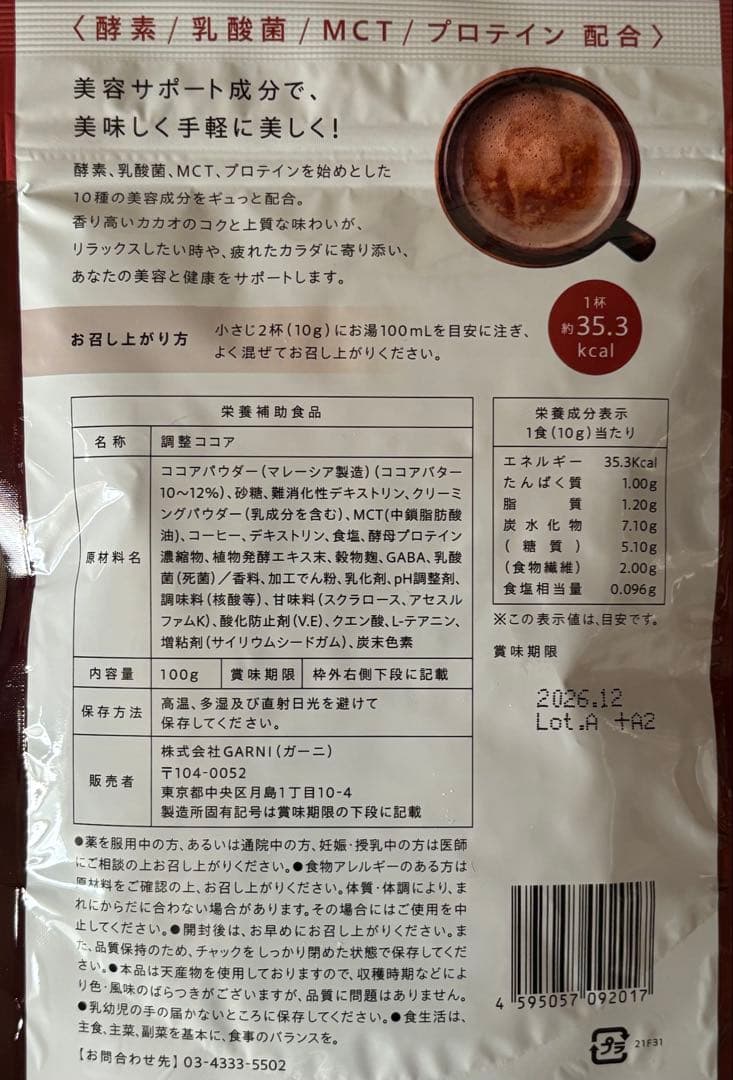 〈 酵素 / 乳酸菌 / MCT / プロテイン 配合 〉
美容サポート成分で、
美味しく手軽に美しく!
酵素、乳酸菌、MCT、プロテインを始めとした
10種の美容成分をギュっと配合。
香り高いカカオのコクと上質な味わいが、
リラックスしたい時や、疲れたカラダに寄り添い、
あなたの美容と健康をサポートします。
1杯
約35.3
kcal
お召し上がり方
小さじ2杯(10g)にお湯100mLを目安に注ぎ、
よく混ぜてお召し上がりください。
栄養補助食品
名称 調整ココア
原材料名
ココアパウダー(マレーシア製造)(ココアバター
10〜12%)、砂糖、難消化性デキストリン、クリーミ
ングパウダー(乳成分を含む)、MCT(中鎖脂肪酸
油)、コーヒー、デキストリン、食塩、酵母プロテイン
濃縮物、植物発酵エキス末、穀物麹、GABA、乳酸
菌(死菌)/香料、加工でん粉、乳化剤、pH調整剤、
調味料(核酸等)、甘味料(スクラロース、アセスル
ファムK)、酸化防止剤(V.E)、クエン酸、L-テアニン、
増粘剤(サイリウムシードガム)、炭末色素
内容量 100g 賞味期限 枠外右側下段に記載
保存方法
高温、多湿及び直射日光を避けて
保存してください。
販売者
株式会社GARNI(ガーニ)
〒104-0052
東京都中央区月島1丁目10-4
製造所固有記号は賞味期限の下段に記載
栄養成分表示
1食(10g)当たり
エネルギー 35.3Kcal
たんぱく質 1.00g
脂質 1.20g
炭水化物 7.10g
(糖質) 5.10g
(食物繊維) 2.00g
食塩相当量 0.096g
※この表示値は、目安です。
賞味期限
2026.12
Lot.A +A2
●薬を服用中の方、あるいは通院中の方、妊娠・授乳中の方は医師
にご相談の上お召し上がりください。●食物アレルギーのある方は
原材料をご確認の上、お召し上がりください。体質・体調により、ま
れにからだに合わない場合があります。その場合にはご使用を中
止してください。●開封後は、お早めにお召し上がりください。ま
た、品質保持のため、チャックをしっかり閉めた状態で保存してくだ
さい。●本品は天産物を使用しておりますので、収穫時期などによ
り色・風味のばらつきがございますが、品質に問題はありません。
●乳幼児の手の届かないところに保存してください。●食生活は、
主食、主菜、副菜を基本に、食事のバランスを。
【お問合わせ先】03-4333-5502
4 595057 092017
プラ
21F31